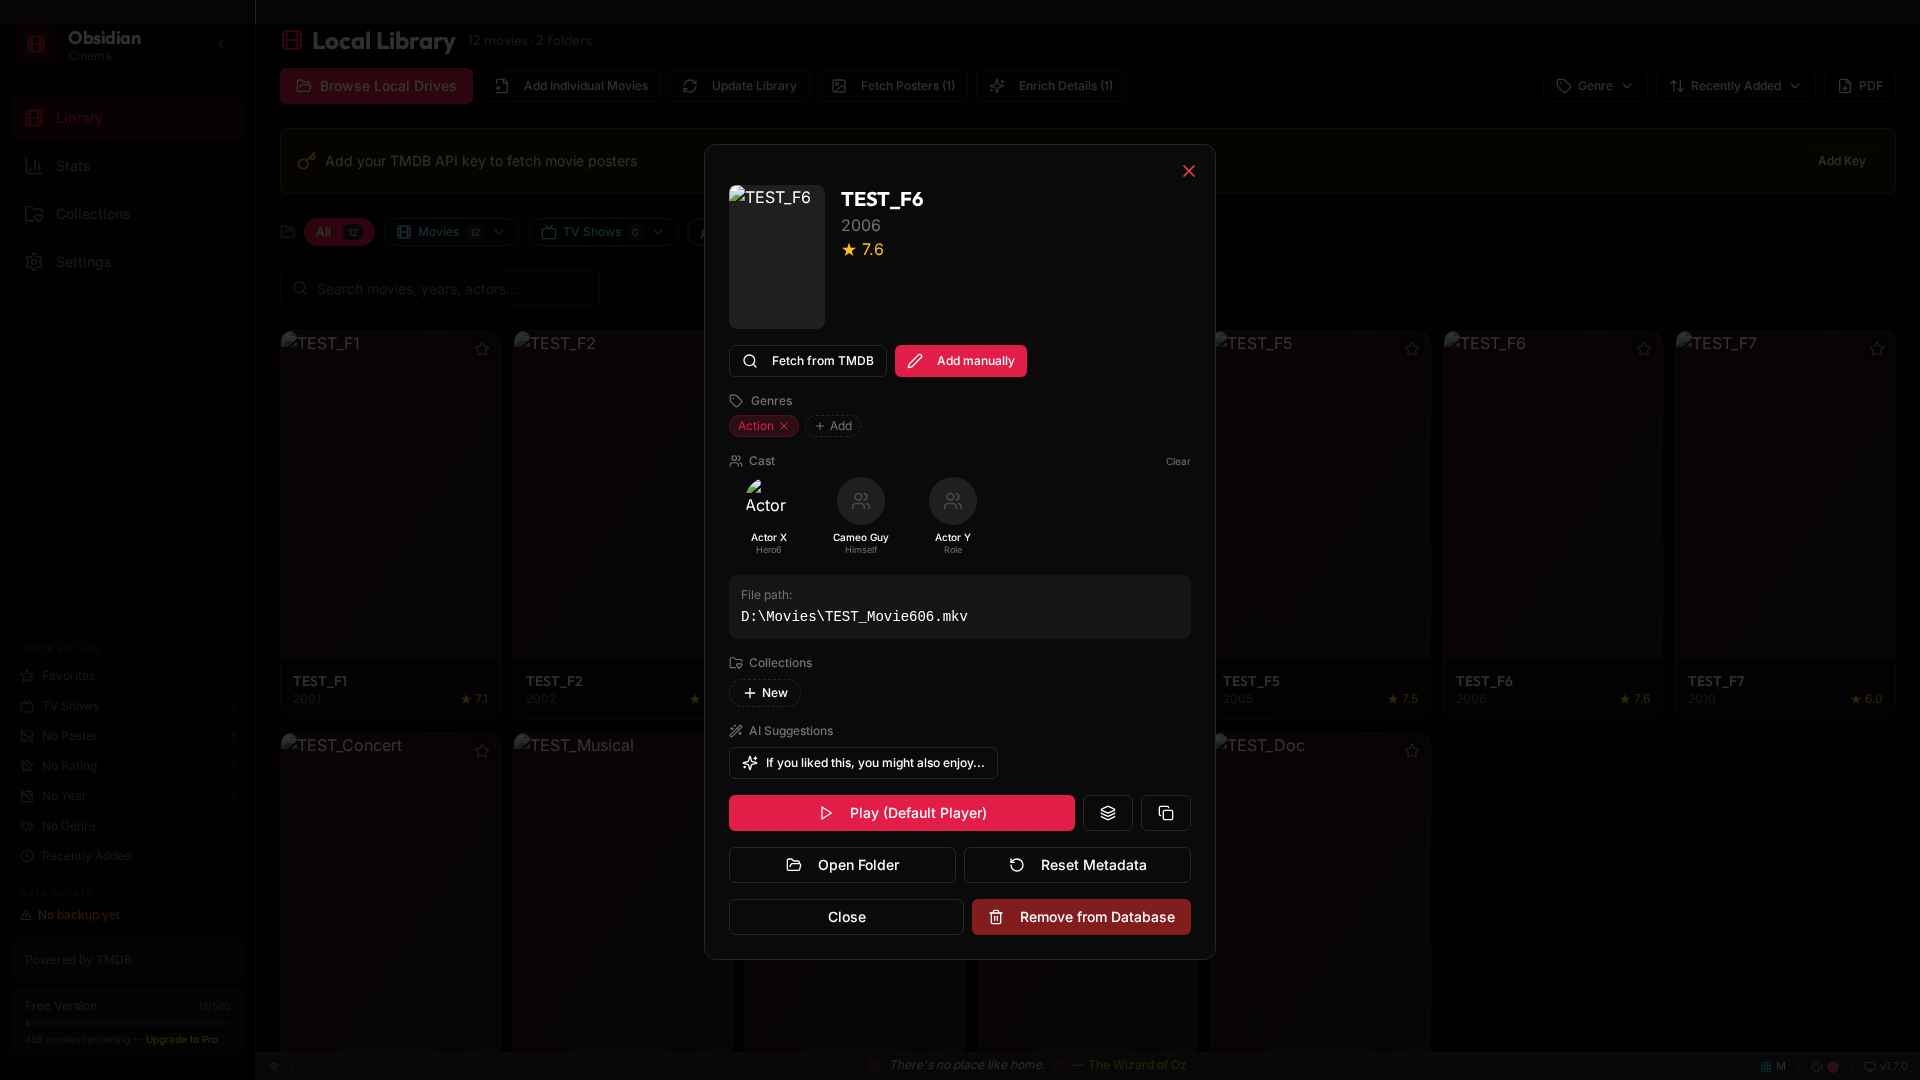 Obsidian
Cinema
Library
Stats
Collections
Settings
Favorites
TV Shows
No Poster
No Rating
No Year
No Genre
Recently Added
No backup yet
Powered by TMDB
Free Version
Upgrade to Pro
Local Library
12 movies · 2 folders
Browse Local Drives
Add Individual Movies
Update Library
Fetch Posters (1)
Enrich Details (1)
Genre
Recently Added
PDF
Add your TMDB API key to fetch movie posters
Add Key
All 12
Movies 12
TV Shows 0
Search movies, years, actors...
TEST_F1
TEST_F2
TEST_F5
TEST_F6
TEST_F7
TEST_F1
2001
★ 7.1
TEST_F2
2002
★
TEST_F5
2005
★ 7.5
TEST_F6
2006
★ 7.6
TEST_F7
★ 6.0
TEST_Concert
TEST_Musical
TEST_Doc
TEST_F6
TEST_F6
2006
★ 7.6
Fetch from TMDB
Add manually
Genres
Action
+ Add
Cast
Clear
Actor
Actor X
Hero6
Cameo Guy
Himself
Actor Y
Role
File path:
D:\Movies\TEST_Movie606.mkv
Collections
+ New
AI Suggestions
If you liked this, you might also enjoy...
Play (Default Player)
Open Folder
Reset Metadata
Close
Remove from Database
There's no place like home.
— The Wizard of Oz
M
v1.7.0